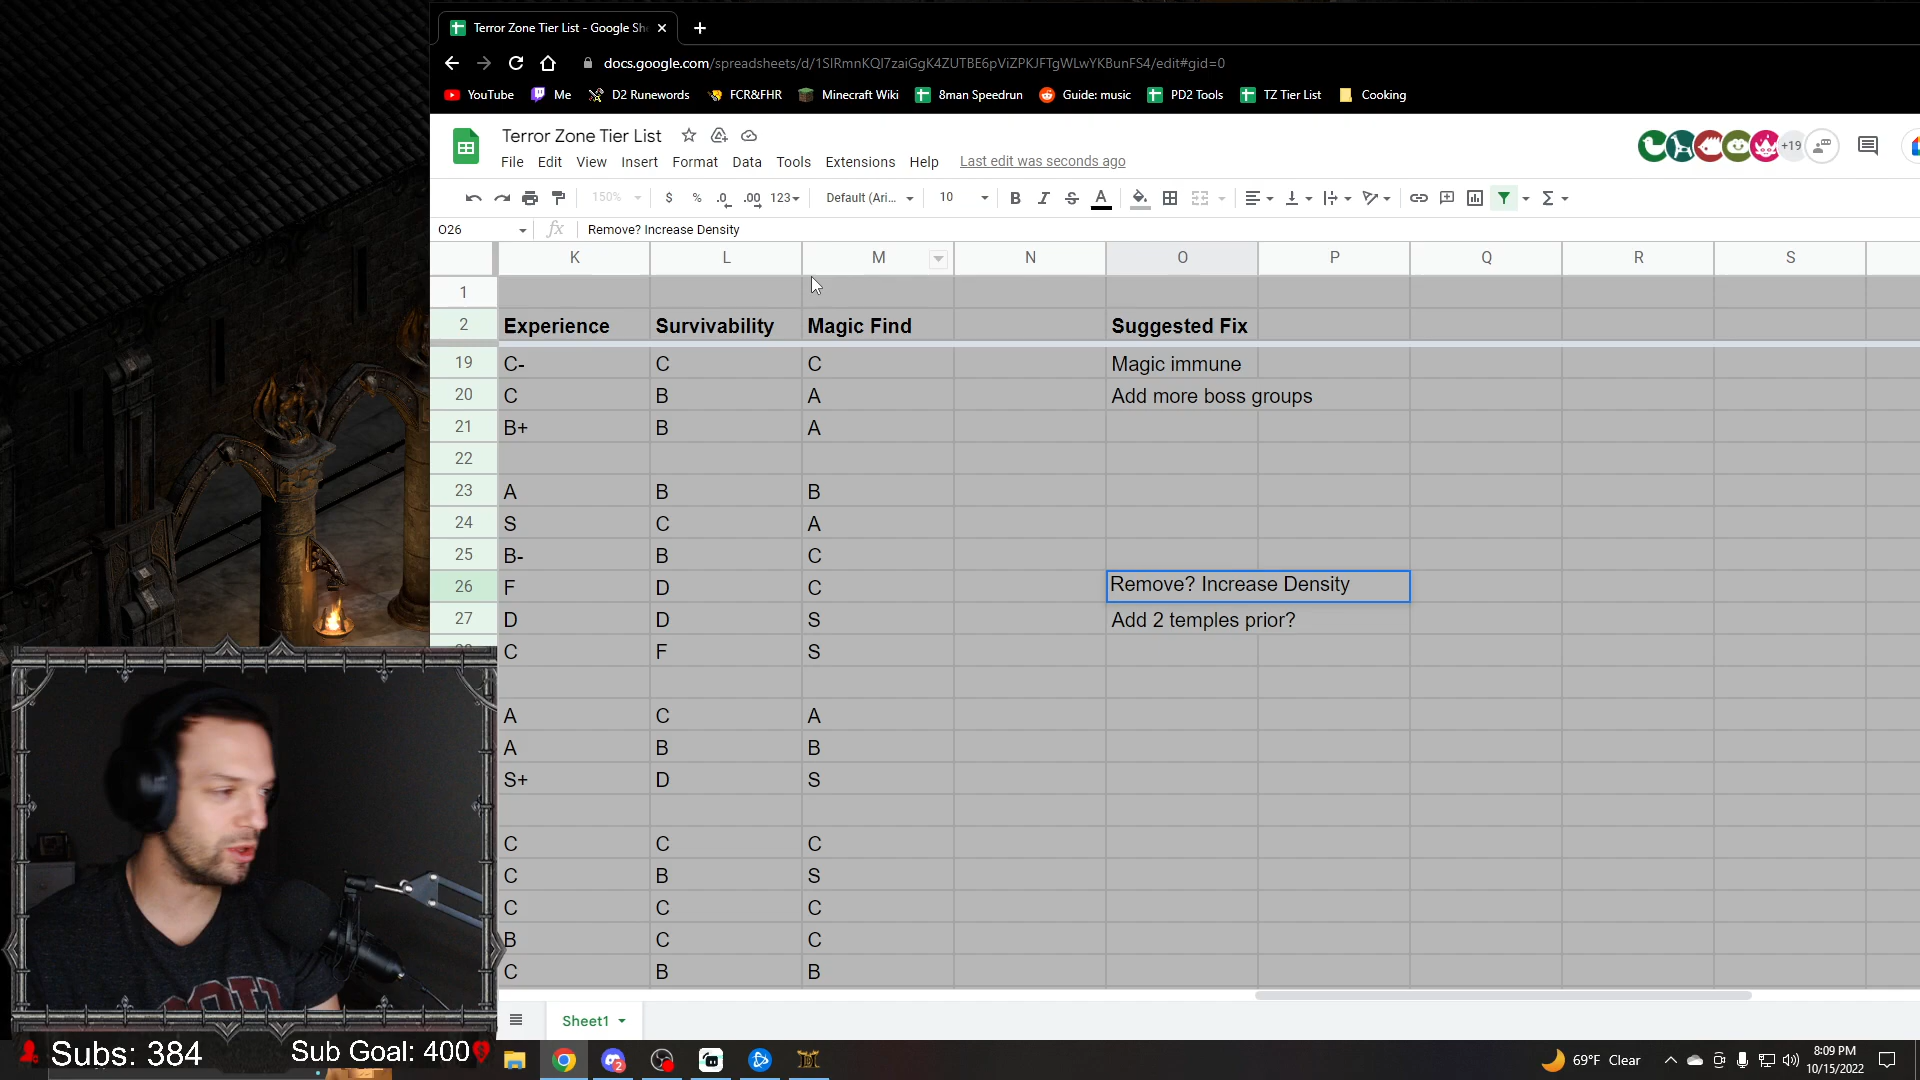 Terror Zone Tier List - Google She
docs.google.com/spreadsheets/d/1SIRmnKQI7zaiGgK4ZUTBE6pViZPKJFTgWLwYKBunFS4/edit#gid=0
YouTube Me D2 Runewords FCR&FHR Minecraft Wiki 8man Speedrun Guide: music PD2 Tools TZ Tier List Cooking
Terror Zone Tier List
+19
File Edit View Insert Format Data Tools Extensions Help Last edit was seconds ago
150% $ % .0 .00 123 Default (Ari... 10 B I S A Σ
O26 fx Remove? Increase Density
K L M N O P Q R S
1
2 Experience Survivability Magic Find Suggested Fix
19 C- C C Magic immune
20 C B A Add more boss groups
21 B+ B A
22
23 A B B
24 S C A
25 B- B C
26 F D C Remove? Increase Density
27 D D S Add 2 temples prior?
C F S
A C A
A B B
S+ D S
C C C
C B S
C C C
B C C
C B B
Sheet1
Subs: 384 Sub Goal: 400
2
69°F Clear
8:09 PM
10/15/2022